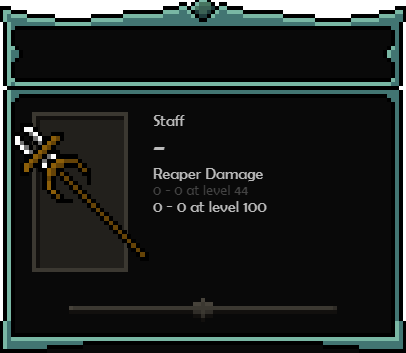 Staff
–
Reaper Damage
0 - 0 at level 44
0 - 0 at level 100